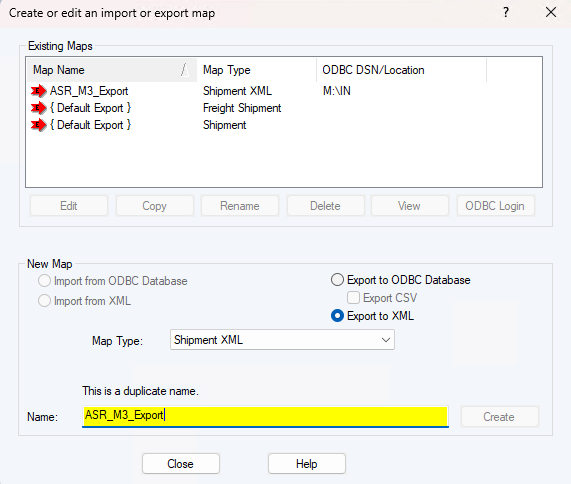 Create or edit an import or export map
?
Existing Maps
Map Name / Map Type ODBC DSN/Location
ASR_M3_Export Shipment XML M:\IN
{ Default Export } Freight Shipment
{ Default Export } Shipment
Edit Copy Rename Delete View ODBC Login
New Map
Import from ODBC Database Export to ODBC Database
Export CSV
Import from XML Export to XML
Map Type: Shipment XML
This is a duplicate name.
Name: ASR_M3_Export Create
Close Help